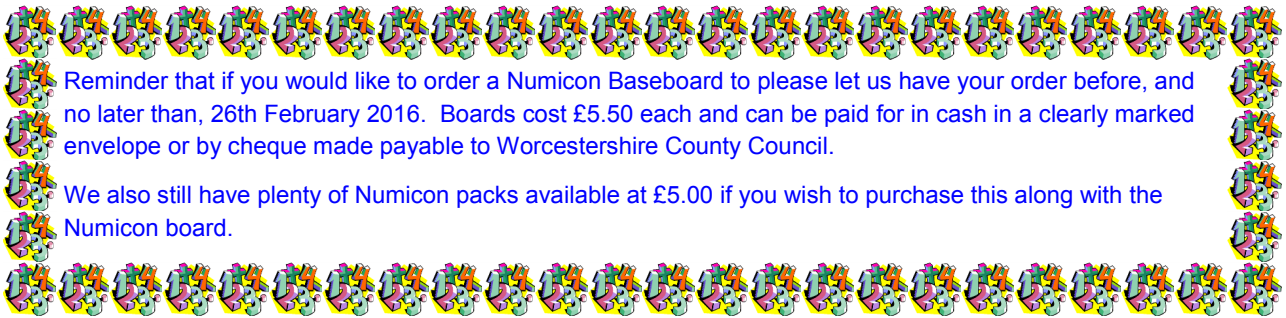 Reminder that if you would like to order a Numicon Baseboard to please let us have your order before, and
no later than, 26th February 2016.  Boards cost £5.50 each and can be paid for in cash in a clearly marked
envelope or by cheque made payable to Worcestershire County Council.
We also still have plenty of Numicon packs available at £5.00 if you wish to purchase this along with the
Numicon board.